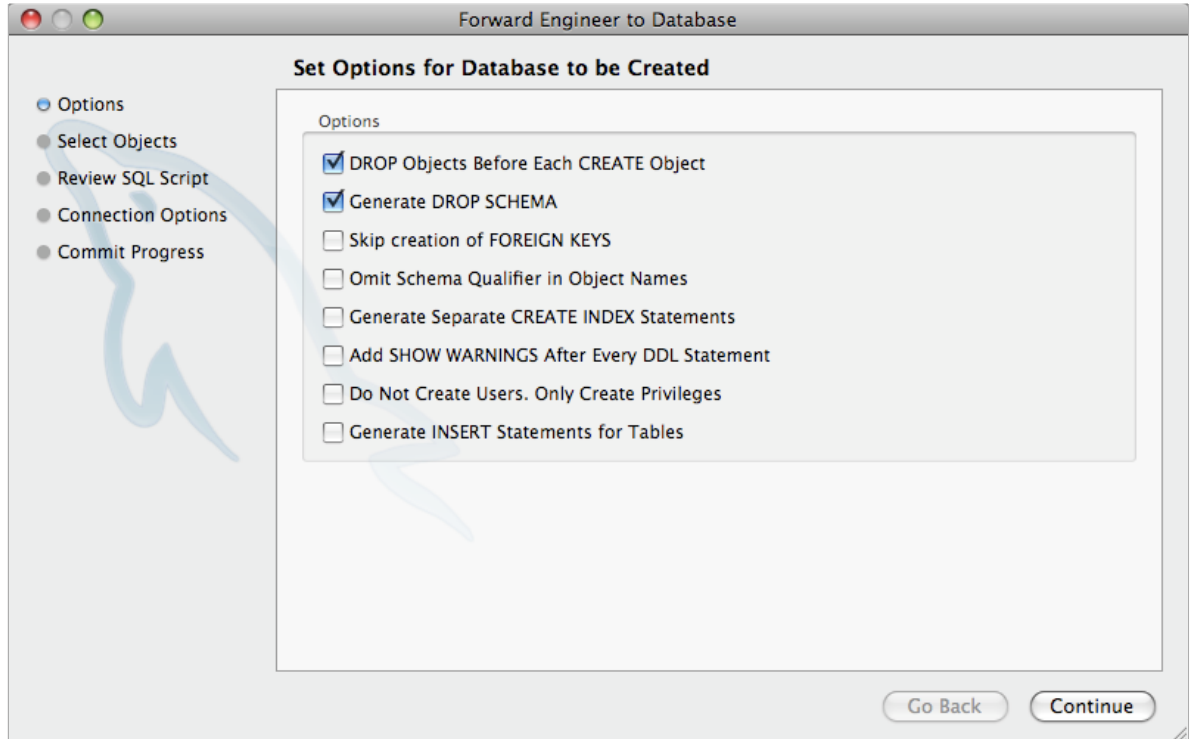 Forward Engineer to Database
Set Options for Database to be Created
Options
Select Objects
Review SQL Script
Connection Options
Commit Progress
Options
DROP Objects Before Each CREATE Object
Generate DROP SCHEMA
Skip creation of FOREIGN KEYS
Omit Schema Qualifier in Object Names
Generate Separate CREATE INDEX Statements
Add SHOW WARNINGS After Every DDL Statement
Do Not Create Users. Only Create Privileges
Generate INSERT Statements for Tables
Go Back
Continue